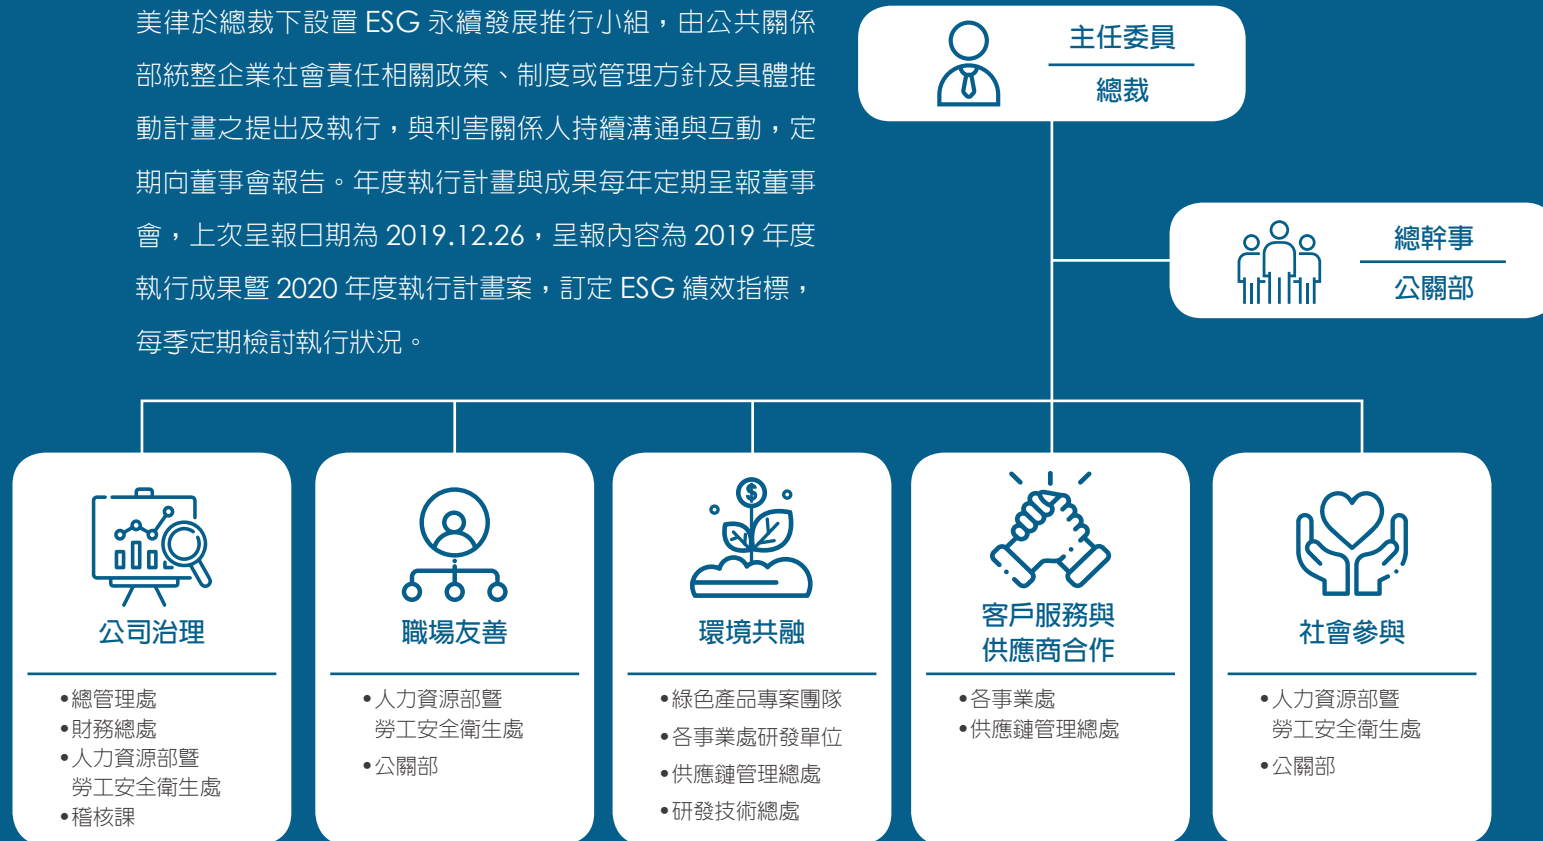 美律於總裁下設置 ESG 永續發展推行小組，由公共關係
部統整企業社會責任相關政策、制度或管理方針及具體推
動計畫之提出及執行，與利害關係人持續溝通與互動，定
期向董事會報告。年度執行計畫與成果每年定期呈報董事
會，上次呈報日期為 2019.12.26，呈報內容為 2019 年度
執行成果暨 2020 年度執行計畫案，訂定 ESG 績效指標，
每季定期檢討執行狀況。
主任委員
總裁
總幹事
公關部
公司治理
•總管理處
•財務總處
•人力資源部暨
勞工安全衛生處
•稽核課
職場友善
•人力資源部暨
勞工安全衛生處
•公關部
環境共融
•綠色產品專案團隊
•各事業處研發單位
•供應鏈管理總處
•研發技術總處
客戶服務與
供應商合作
•各事業處
•供應鏈管理總處
社會參與
•人力資源部暨
勞工安全衛生處
•公關部